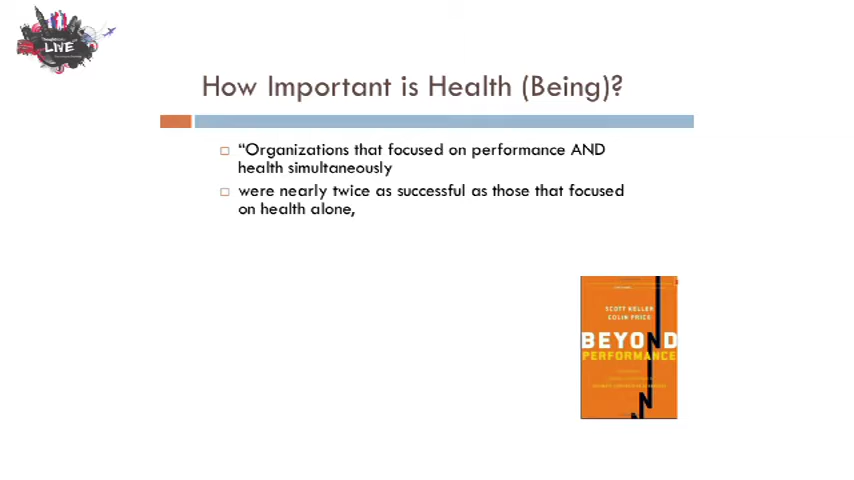 LIVE
How Important is Health (Being)?
“Organizations that focused on performance AND
health simultaneously
were nearly twice as successful as those that focused
on health alone,
SCOTT KELLER
COLIN PRICE
BEYOND
PERFORMANCE